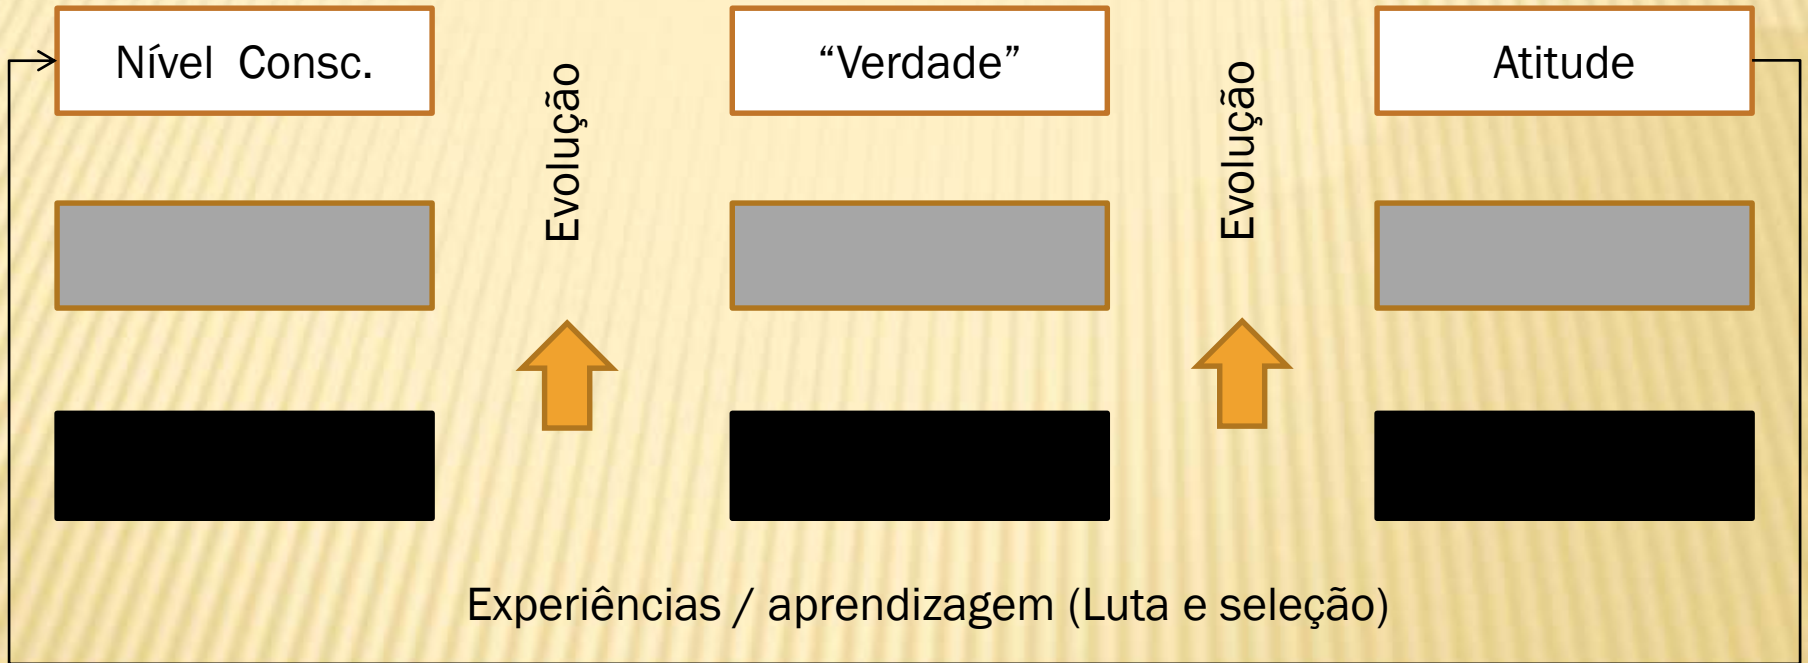 Nível Consc.
Evolução
“Verdade”
Evolução
Atitude
Experiências / aprendizagem (Luta e seleção)